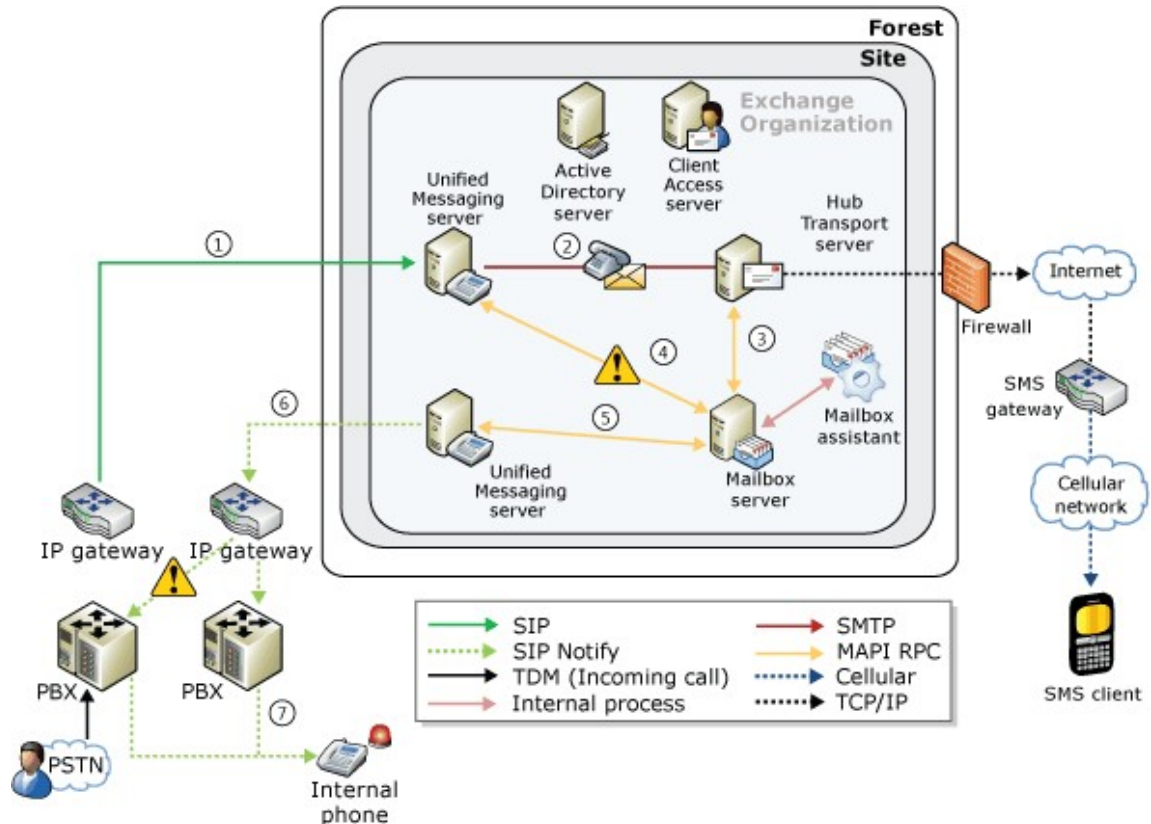 Forest
Site
Exchange
Organization
Active
Directory
server
Client
Access
server
Unified
Messaging
server
Hub
Transport
server
1
2
Internet
Firewall
3
4
SMS
gateway
Mailbox
assistant
5
6
Unified
Messaging
server
Mailbox
server
Cellular
network
IP gateway
IP gateway
SIP
SMTP
SIP Notify
MAPI RPC
TDM (Incoming call)
Cellular
Internal process
TCP/IP
SMS client
PBX
PBX
7
PSTN
Internal
phone